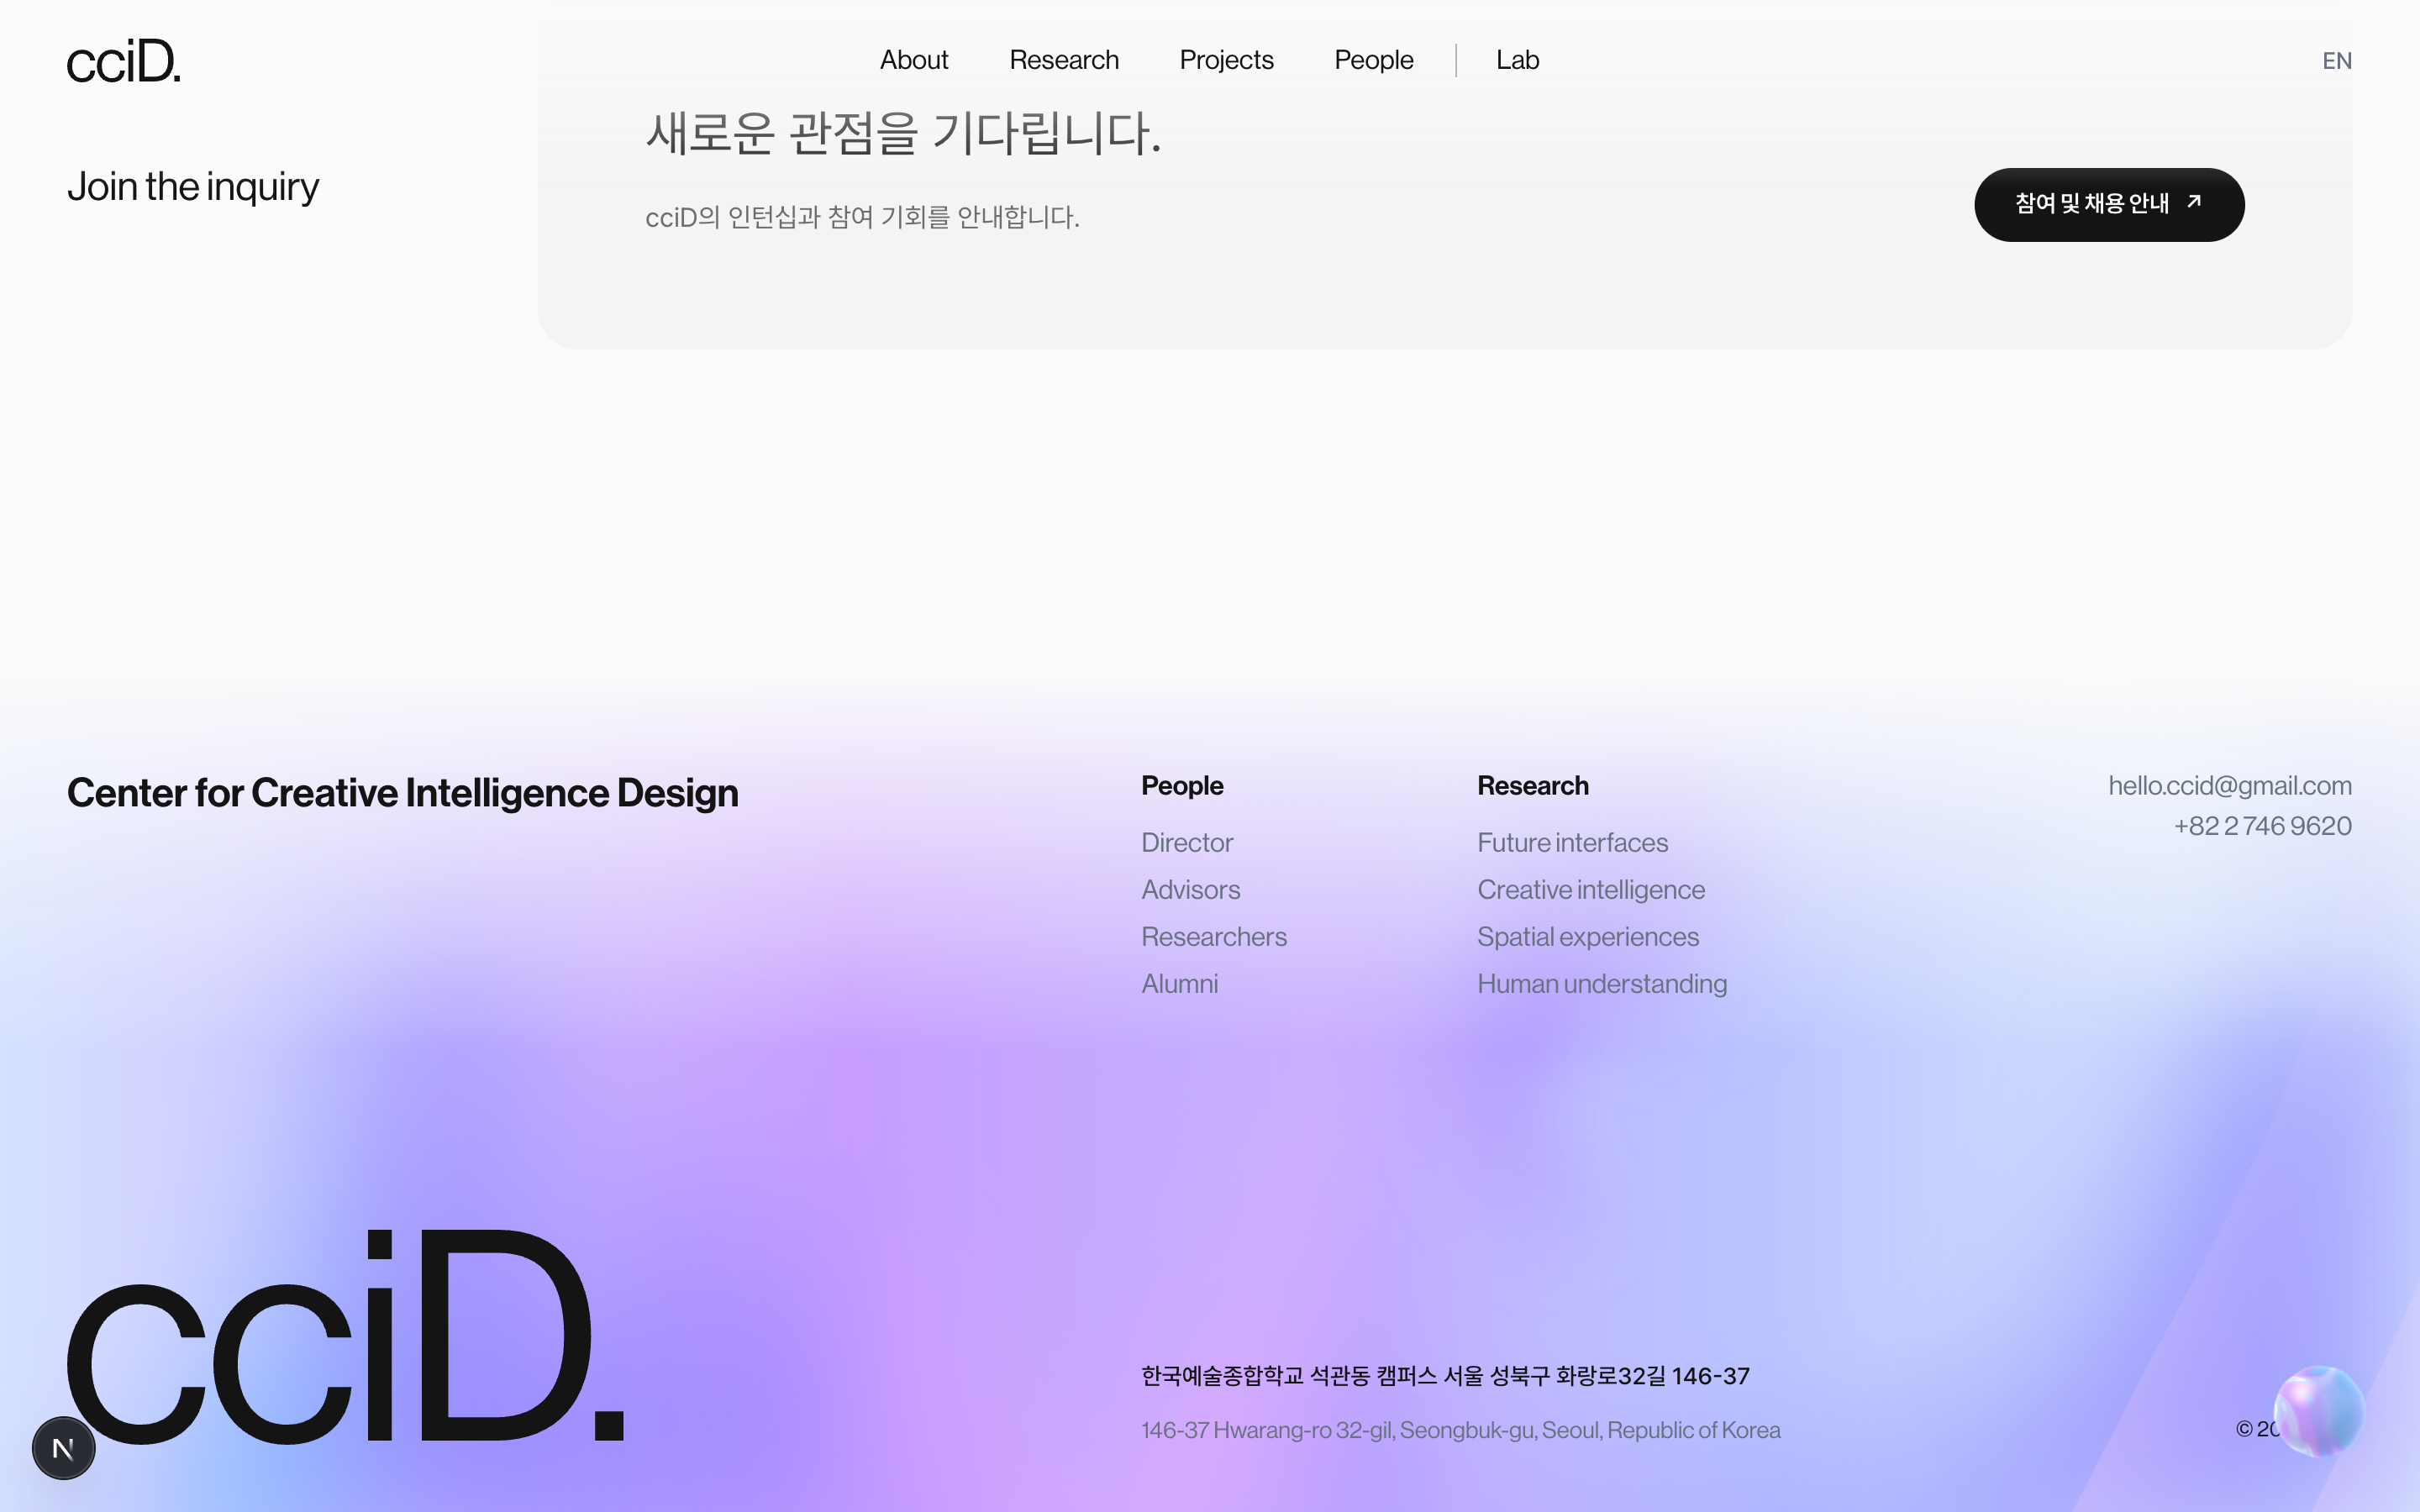 cciD.
About Research Projects People Lab
EN
새로운 관점을 기다립니다.
Join the inquiry
cciD의 인턴십과 참여 기회를 안내합니다.
참여 및 채용 안내
Center for Creative Intelligence Design
People
Director
Advisors
Researchers
Alumni
Research
Future interfaces
Creative intelligence
Spatial experiences
Human understanding
hello.ccid@gmail.com
+82 2 746 9620
cciD.
N
한국예술종합학교 석관동 캠퍼스 서울 성북구 화랑로32길 146-37
146-37 Hwarang-ro 32-gil, Seongbuk-gu, Seoul, Republic of Korea
©